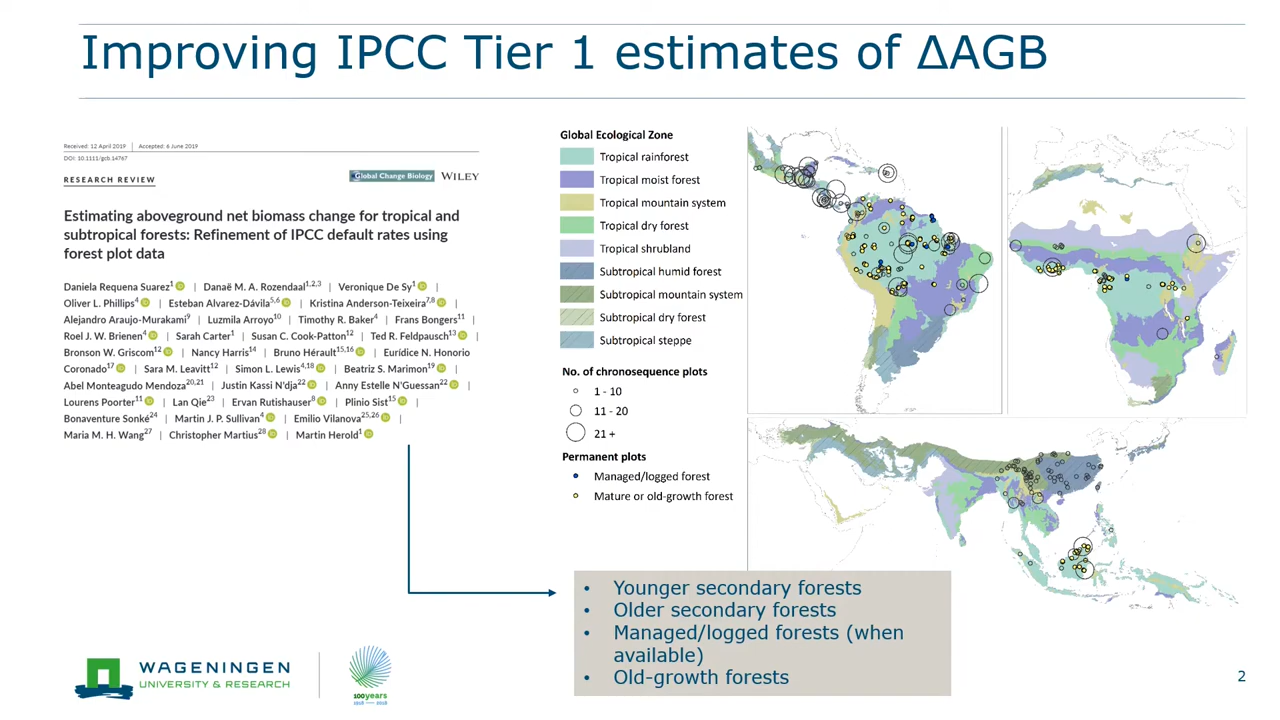 Improving IPCC Tier 1 estimates of ΔAGB
Received: 12 April 2019 | Accepted: 6 June 2019
DOI: 10.1111/gcb.14767
RESEARCH REVIEW
Global Change Biology WILEY
Estimating aboveground net biomass change for tropical and
subtropical forests: Refinement of IPCC default rates using
forest plot data
Daniela Requena Suarez1 | Danaë M. A. Rozendaal1,2,3 | Veronique De Sy1 |
Oliver L. Phillips4 | Esteban Alvarez-Dávila5,6 | Kristina Anderson-Teixeira7,8 |
Alejandro Araujo-Murakami9 | Luzmila Arroyo10 | Timothy R. Baker4 | Frans Bongers11 |
Roel J. W. Brienen4 | Sarah Carter1 | Susan C. Cook-Patton12 | Ted R. Feldpausch13 |
Bronson W. Griscom12 | Nancy Harris14 | Bruno Hérault15,16 | Eurídice N. Honorio
Coronado17 | Sara M. Leavitt12 | Simon L. Lewis4,18 | Beatriz S. Marimon19 |
Abel Monteagudo Mendoza20,21 | Justin Kassi N'dja22 | Anny Estelle N'Guessan22 |
Lourens Poorter11 | Lan Qie23 | Ervan Rutishauser8 | Plinio Sist15 |
Bonaventure Sonké24 | Martin J. P. Sullivan4 | Emilio Vilanova25,26 |
Maria M. H. Wang27 | Christopher Martius28 | Martin Herold1
Global Ecological Zone
Tropical rainforest
Tropical moist forest
Tropical mountain system
Tropical dry forest
Tropical shrubland
Subtropical humid forest
Subtropical mountain system
Subtropical dry forest
Subtropical steppe
No. of chronosequence plots
1 - 10
11 - 20
21 +
Permanent plots
Managed/logged forest
Mature or old-growth forest
• Younger secondary forests
• Older secondary forests
• Managed/logged forests (when
available)
• Old-growth forests
WAGENINGEN
UNIVERSITY & RESEARCH
100years
1918 — 2018
2